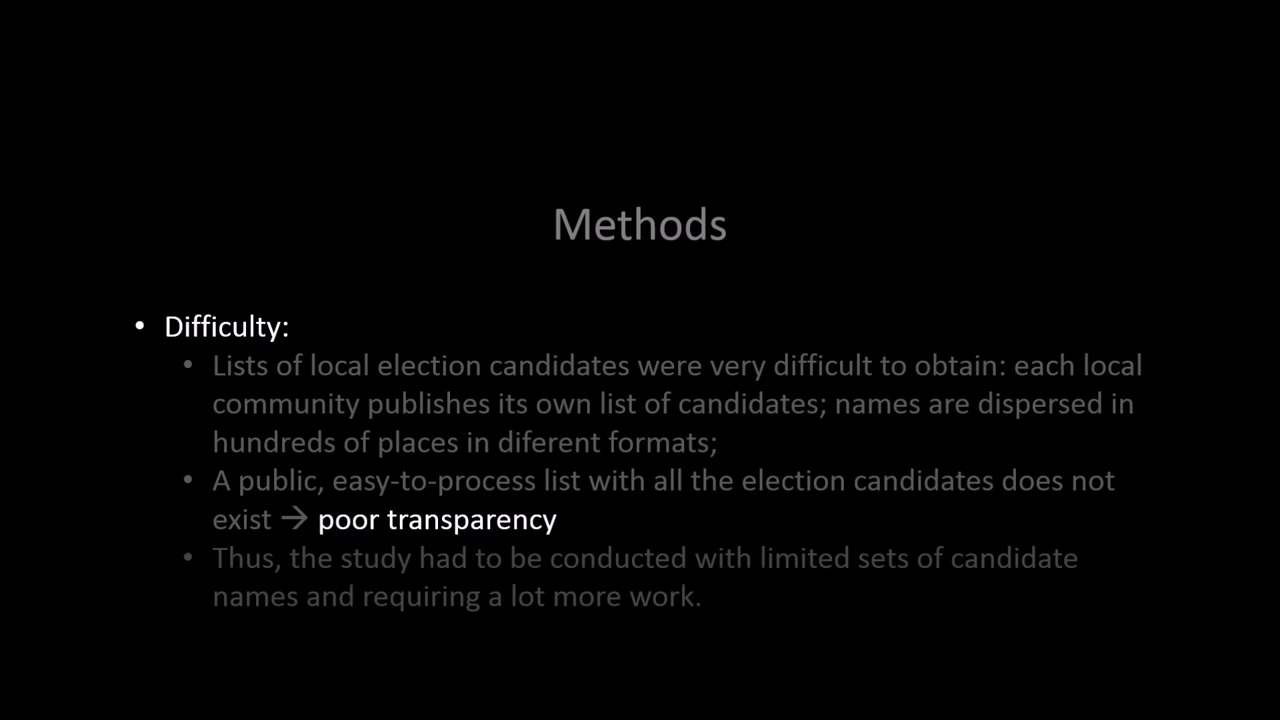 Methods
• Difficulty:
• Lists of local election candidates were very difficult to obtain: each local
community publishes its own list of candidates; names are dispersed in
hundreds of places in diferent formats;
• A public, easy-to-process list with all the election candidates does not
exist → poor transparency
• Thus, the study had to be conducted with limited sets of candidate
names and requiring a lot more work.